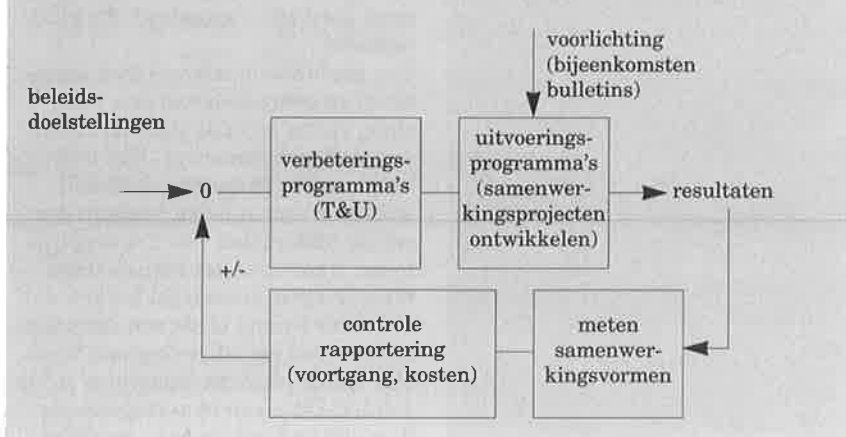 voorlichting
(bijeenkomsten
bulletins)
beleids-
doelstellingen
0
verbeterings-
programma's
(T&U)
uitvoerings-
programma's
(samenwer-
kingsprojecten
ontwikkelen)
resultaten
+/-
controle
rapportering
(voortgang, kosten)
meten
samenwer-
kingsvormen